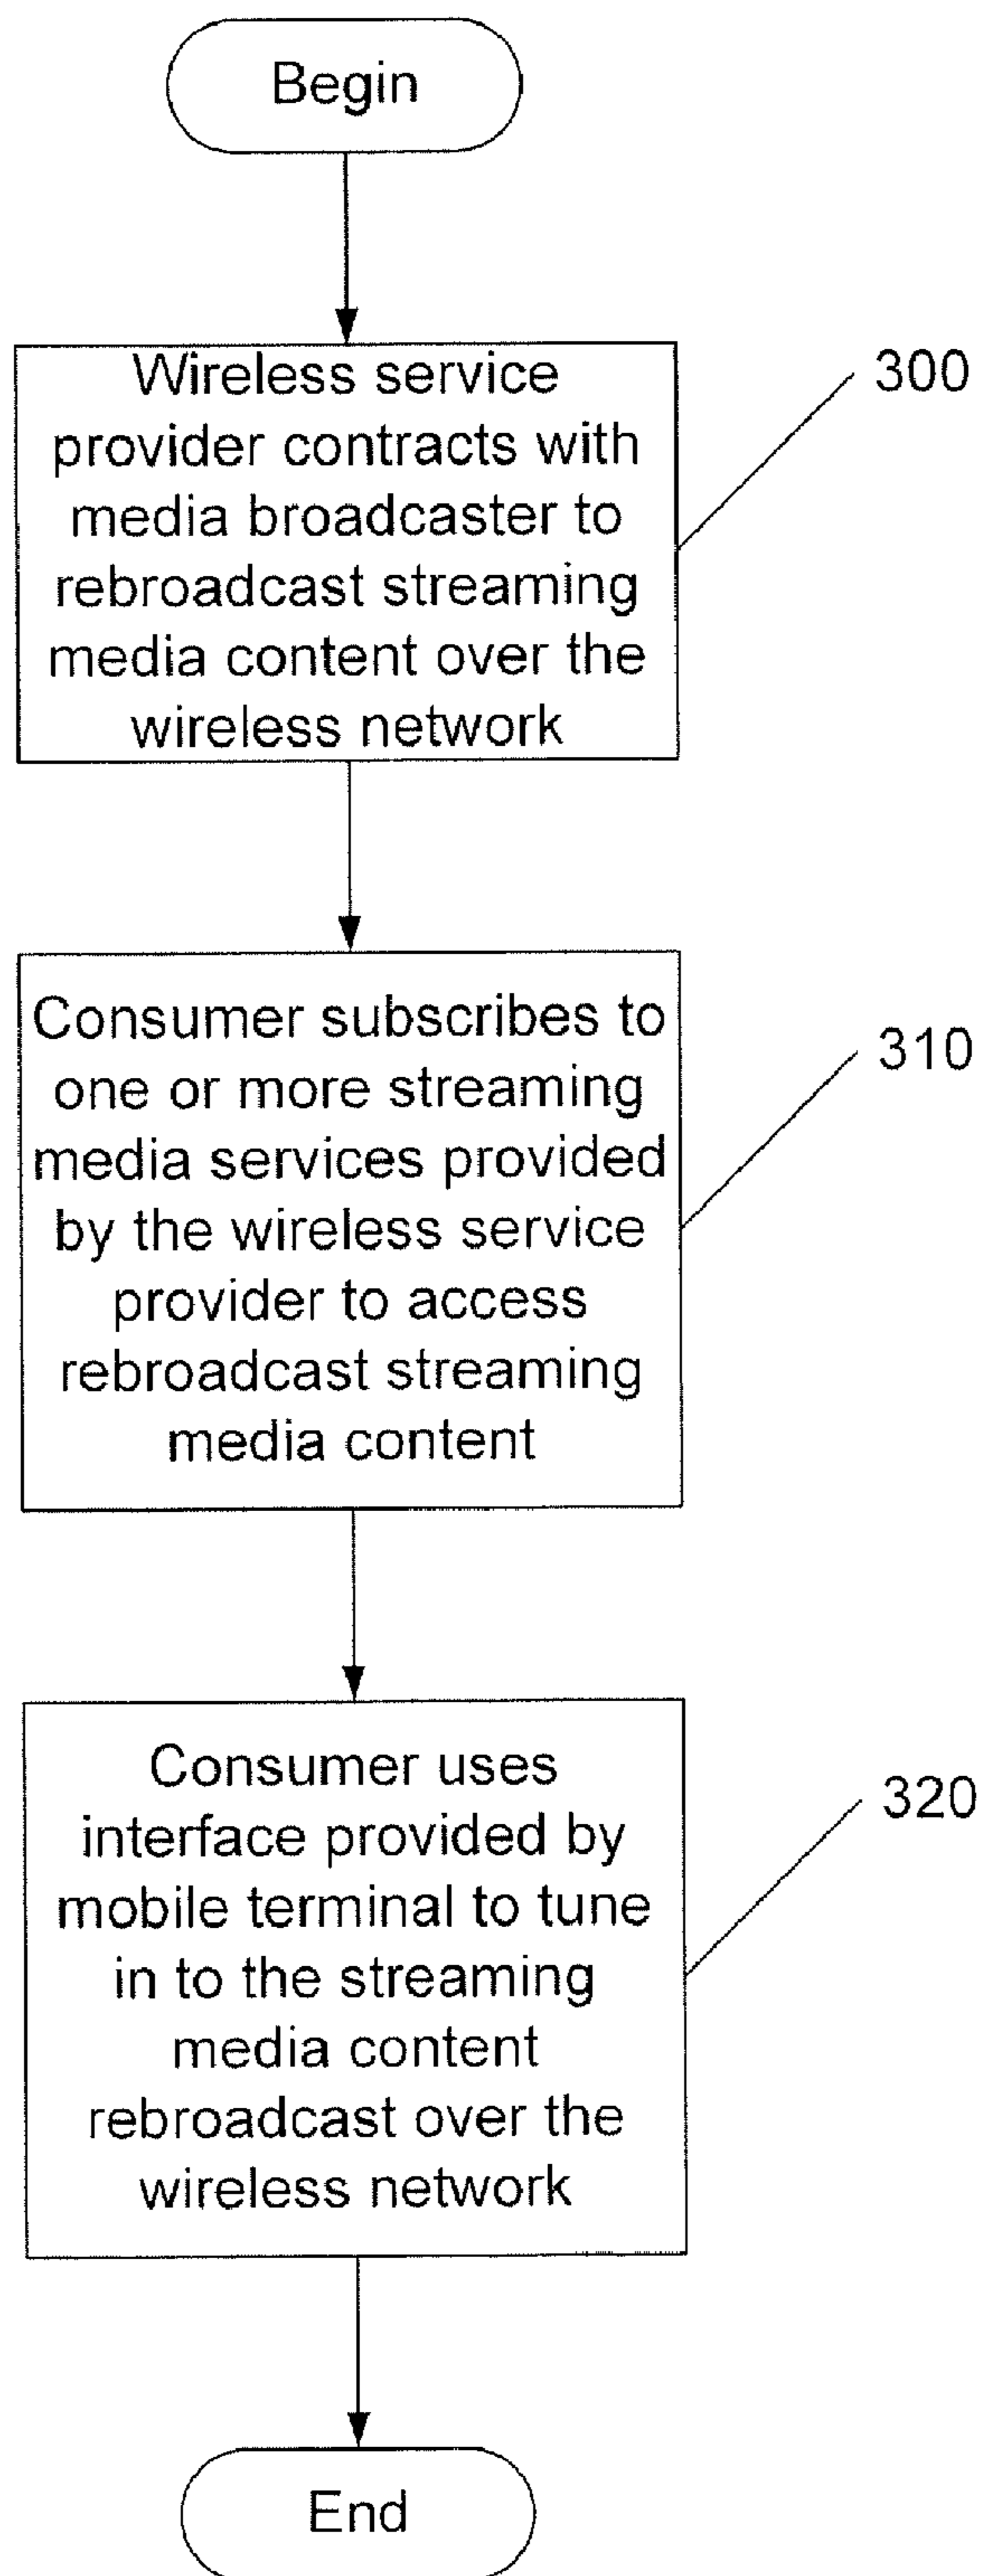 Begin
Wireless service
provider contracts with
media broadcaster to
rebroadcast streaming
media content over the
wireless network
300
Consumer subscribes to
one or more streaming
media services provided
by the wireless service
provider to access
rebroadcast streaming
media content
310
Consumer uses
interface provided by
mobile terminal to tune
in to the streaming
media content
rebroadcast over the
wireless network
320
End